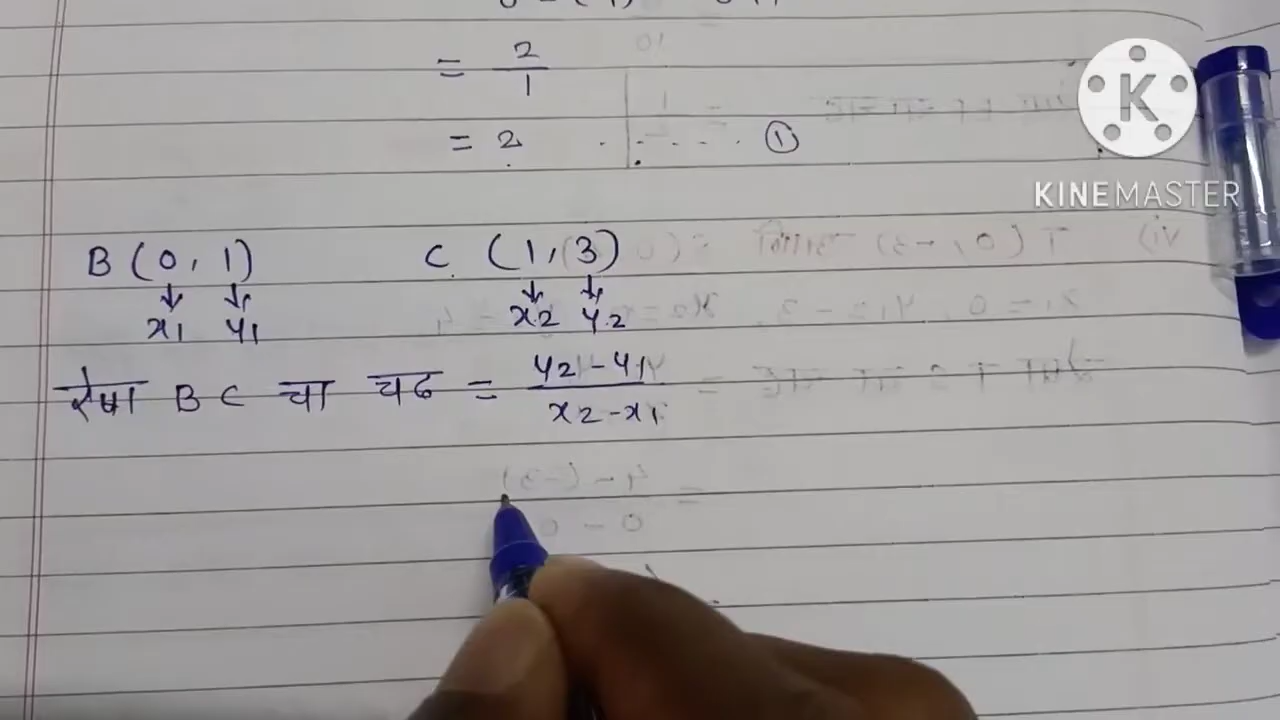 = 2/1
= 2 . . . . . . ①
K
KINEMASTER
B (0, 1) C (1, 3)
↓ ↓ ↓ ↓
x1 y1 x2 y2
रेषा BC चा चढ = y2 - y1 / x2 - x1